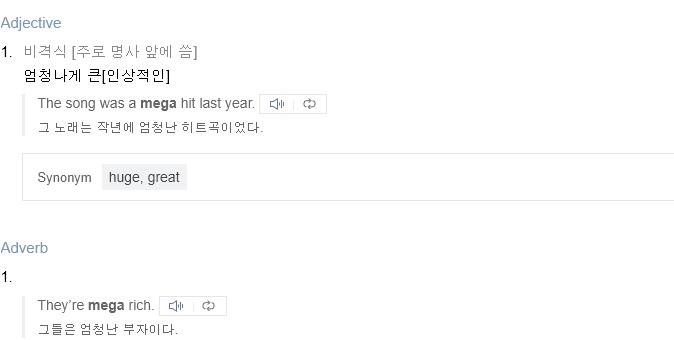 Adjective
1. 비격식 [주로 명사 앞에 씀]
엄청나게 큰[인상적인]
The song was a mega hit last year.
그 노래는 작년에 엄청난 히트곡이었다.
Synonym huge, great
Adverb
1.
They’re mega rich.
그들은 엄청난 부자이다.